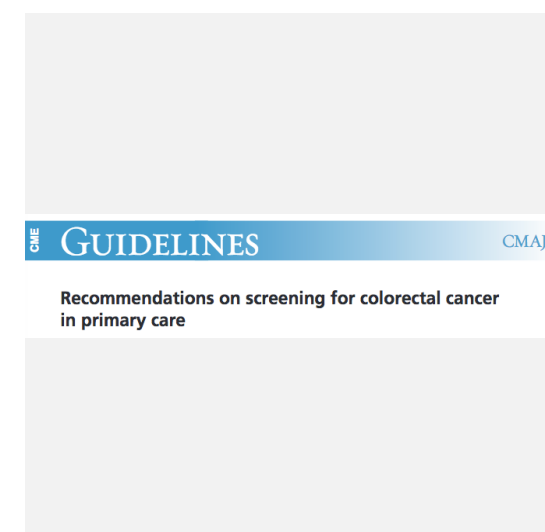 CME
GUIDELINES
CMAJ
Recommendations on screening for colorectal cancer
in primary care